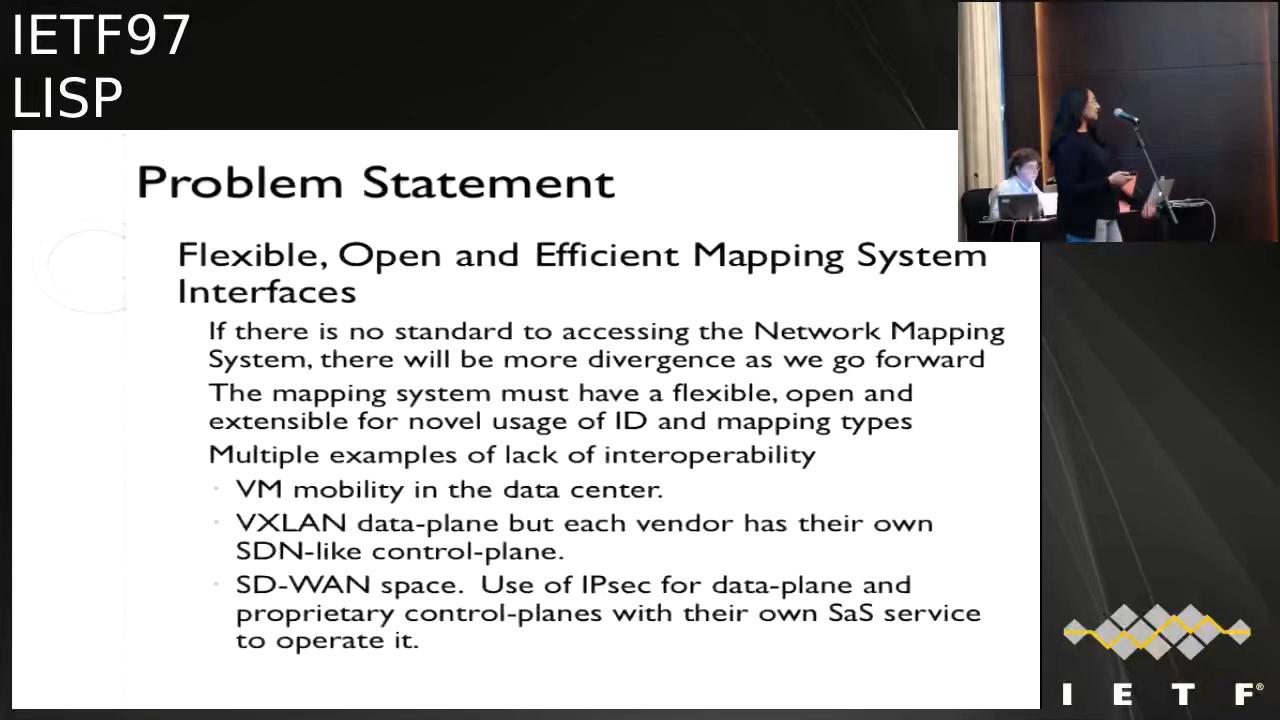 IETF97
LISP
Problem Statement
Flexible, Open and Efficient Mapping System
Interfaces
If there is no standard to accessing the Network Mapping
System, there will be more divergence as we go forward
The mapping system must have a flexible, open and
extensible for novel usage of ID and mapping types
Multiple examples of lack of interoperability
· VM mobility in the data center.
· VXLAN data-plane but each vendor has their own
SDN-like control-plane.
· SD-WAN space.  Use of IPsec for data-plane and
proprietary control-planes with their own SaS service
to operate it.
I E T F®